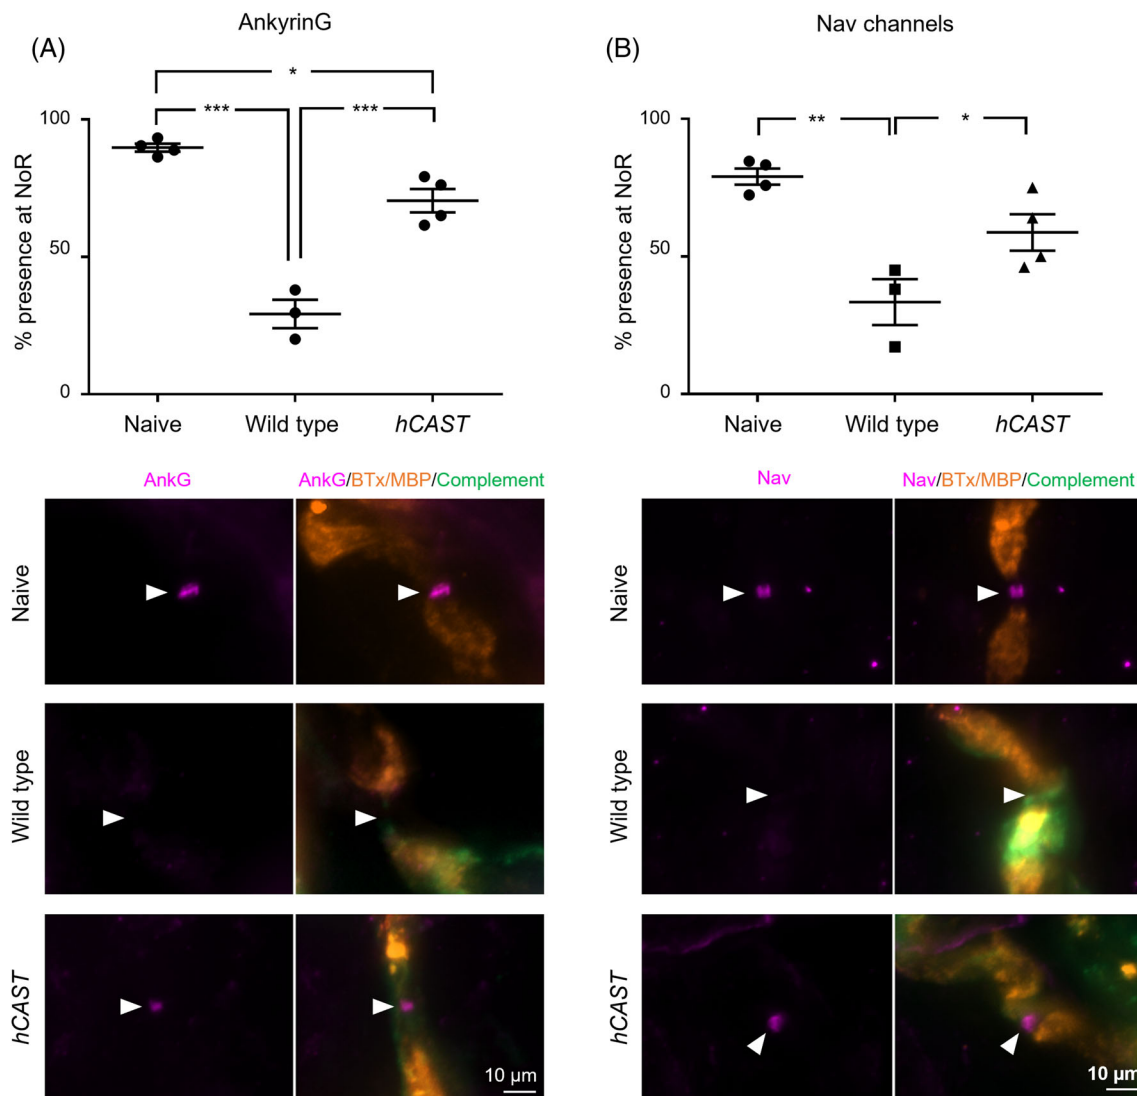 AnkyrinG
(A)
*
***
***
100
50
0
% presence at NoR
Naive
Wild type
hCAST
AnkG
AnkG/BTx/MBP/Complement
Naive
Wild type
hCAST
10 µm
Nav channels
(B)
**
*
100
50
0
% presence at NoR
Naive
Wild type
hCAST
Nav
Nav/BTx/MBP/Complement
Naive
Wild type
hCAST
10 µm